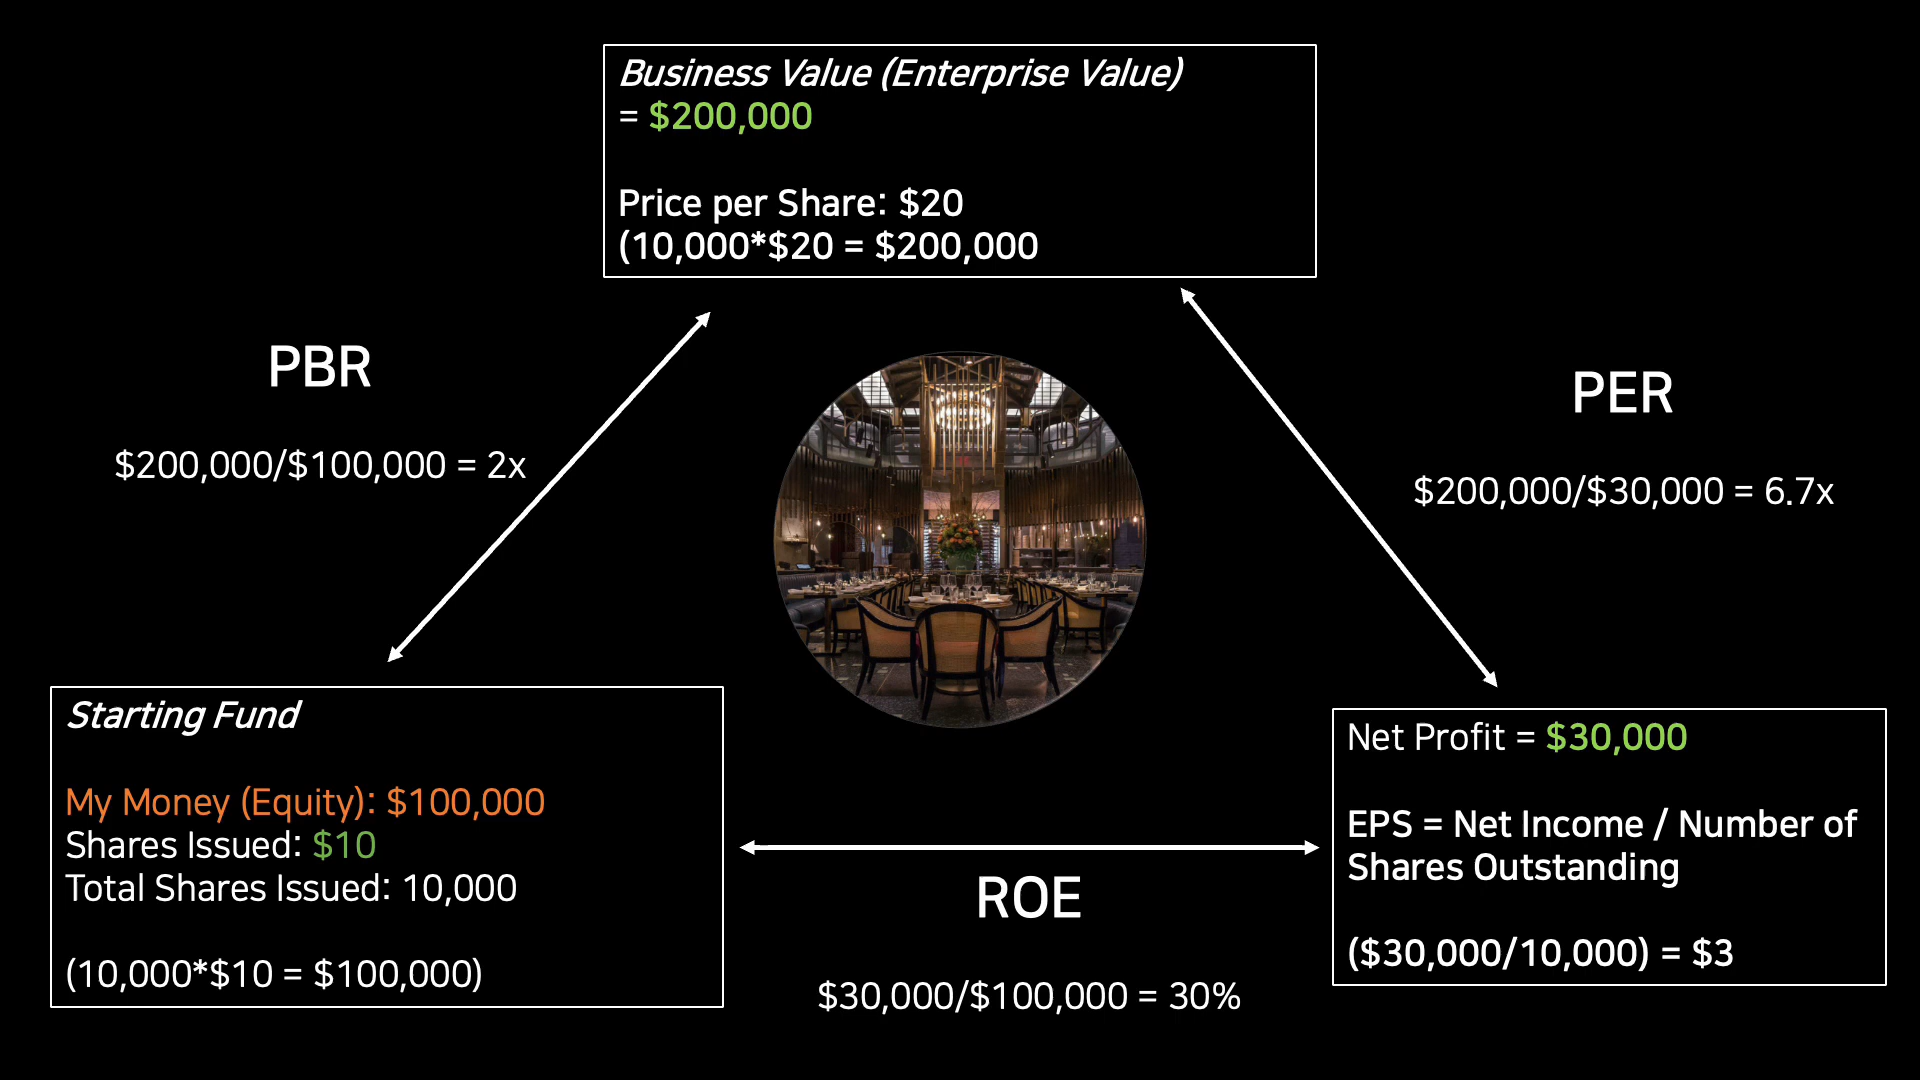 Business Value (Enterprise Value)
= $200,000
Price per Share: $20
(10,000*$20 = $200,000
PBR
$200,000/$100,000 = 2x
PER
$200,000/$30,000 = 6.7x
Starting Fund
My Money (Equity): $100,000
Shares Issued: $10
Total Shares Issued: 10,000
(10,000*$10 = $100,000)
ROE
$30,000/$100,000 = 30%
Net Profit = $30,000
EPS = Net Income / Number of
Shares Outstanding
($30,000/10,000) = $3